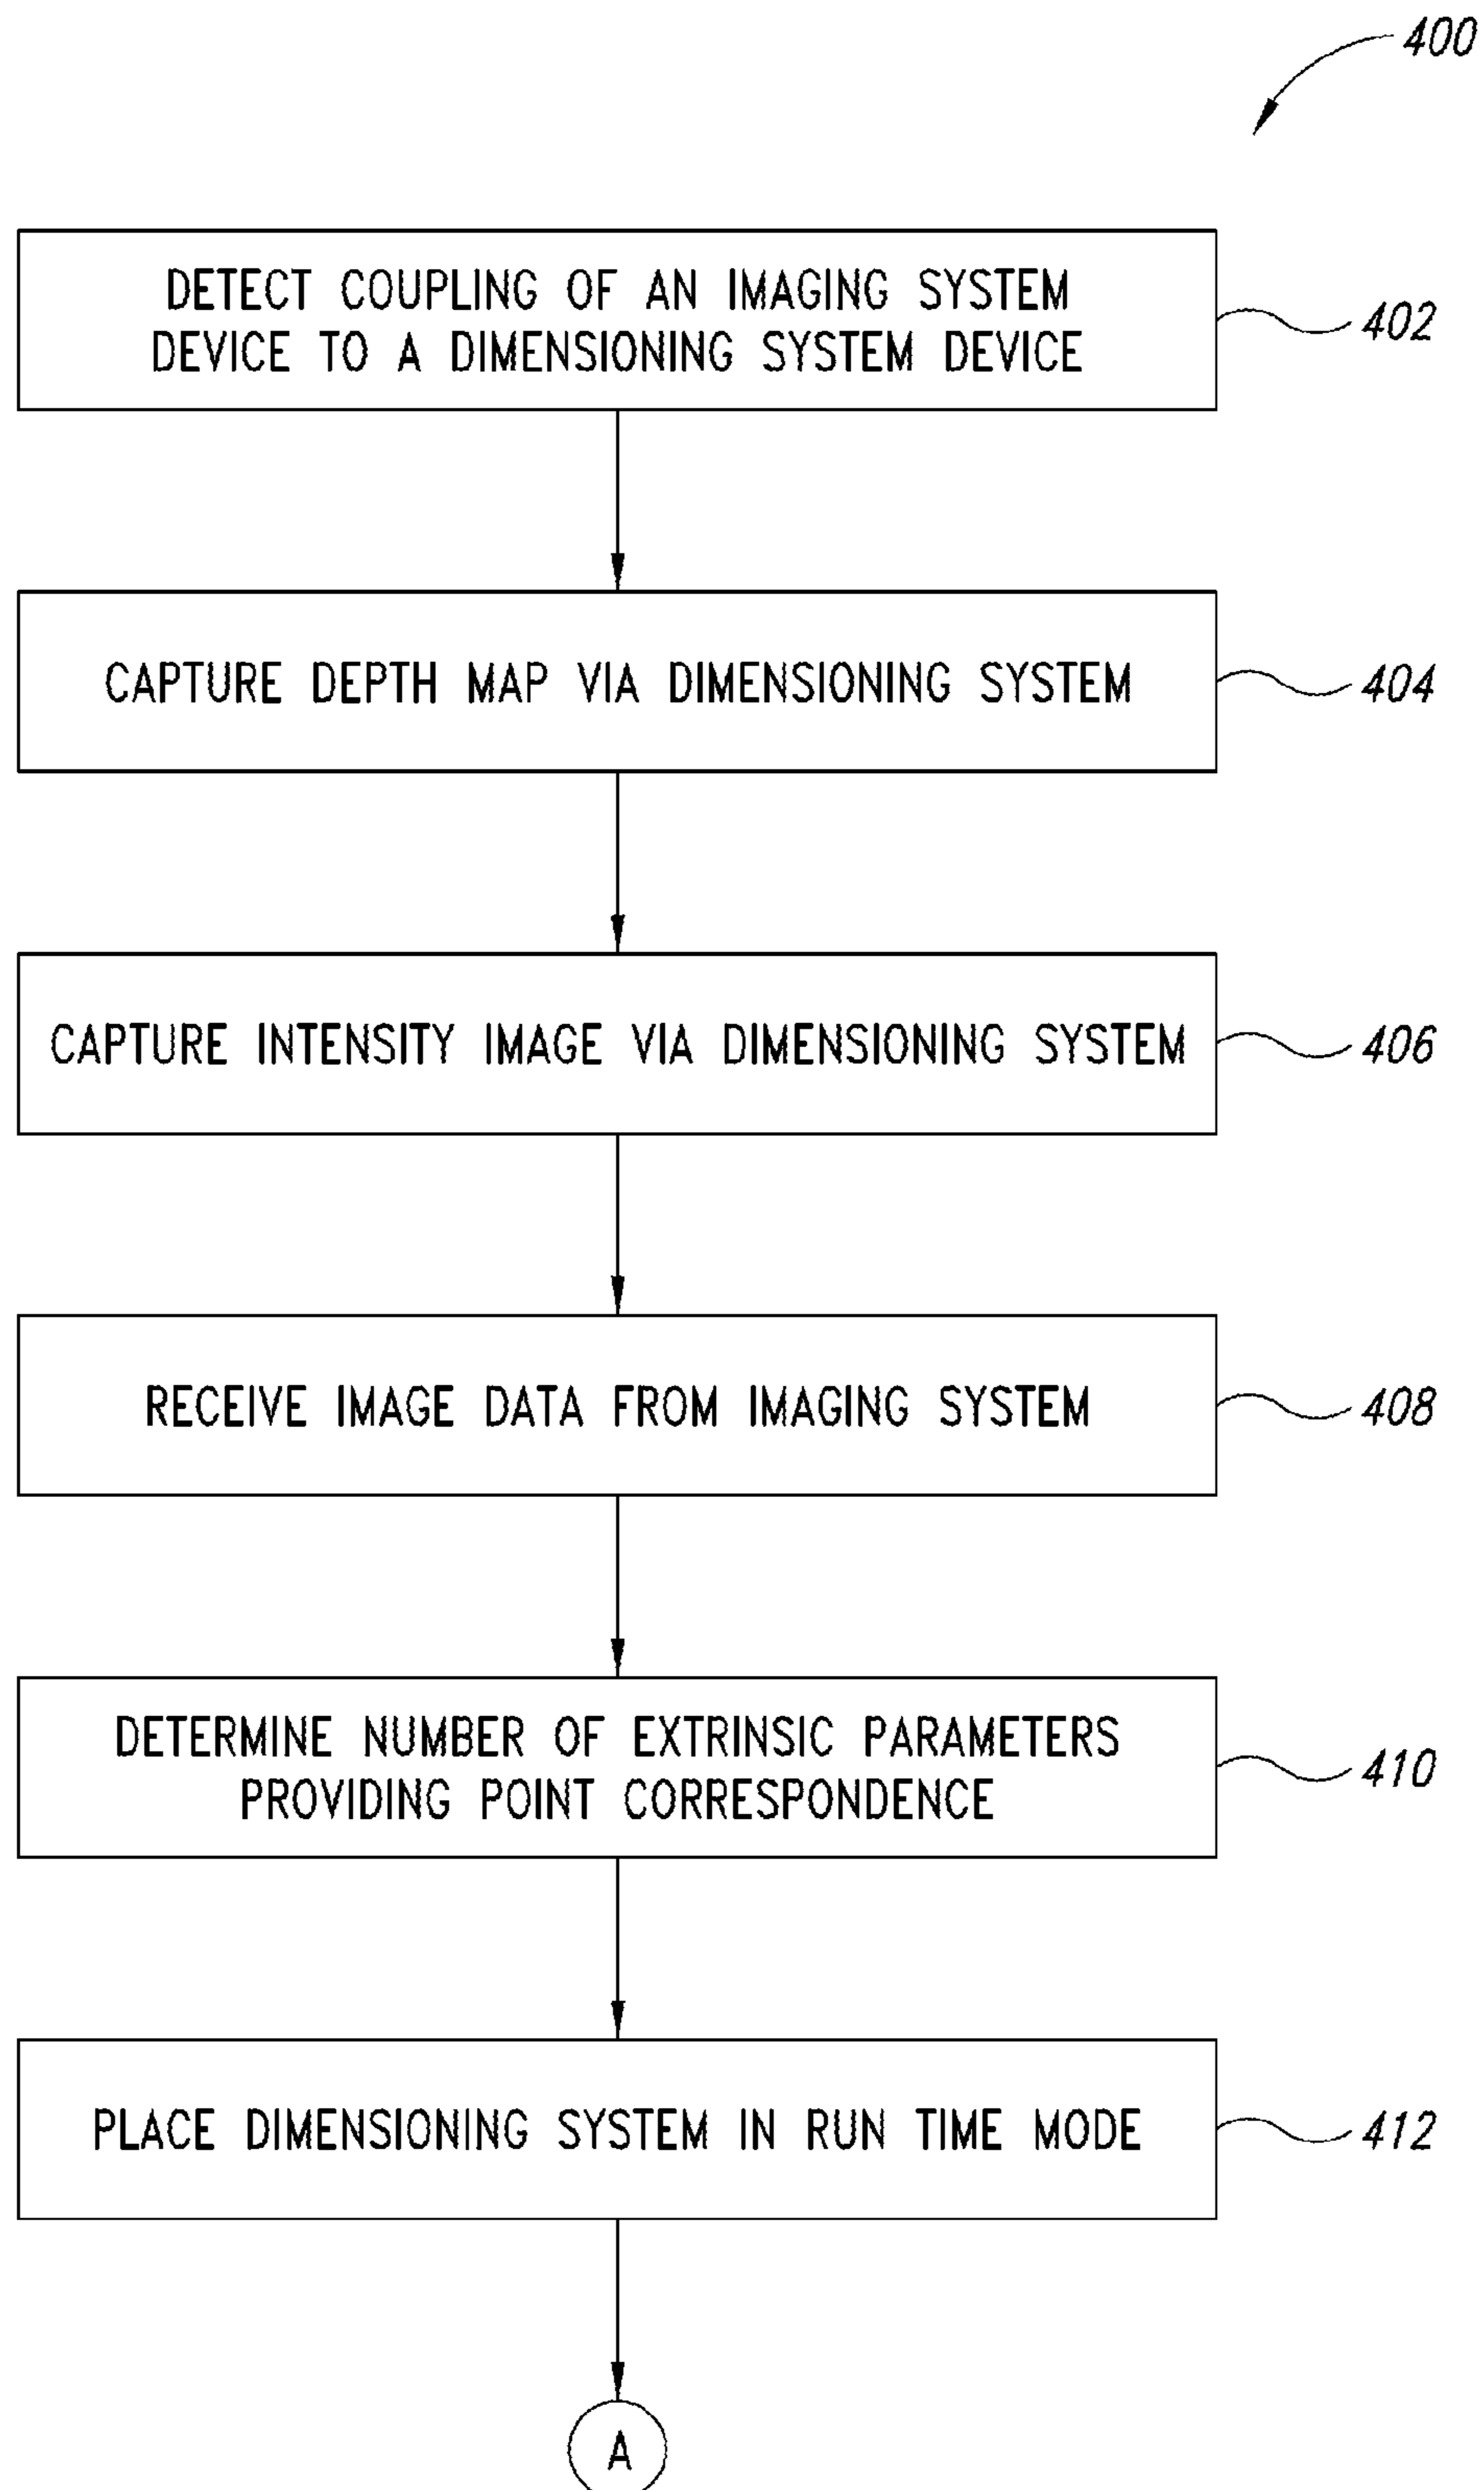 400
DETECT COUPLING OF AN IMAGING SYSTEM
DEVICE TO A DIMENSIONING SYSTEM DEVICE
402
CAPTURE DEPTH MAP VIA DIMENSIONING SYSTEM
404
CAPTURE INTENSITY IMAGE VIA DIMENSIONING SYSTEM
406
RECEIVE IMAGE DATA FROM IMAGING SYSTEM
408
DETERMINE NUMBER OF EXTRINSIC PARAMETERS
PROVIDING POINT CORRESPONDENCE
410
PLACE DIMENSIONING SYSTEM IN RUN TIME MODE
412
A